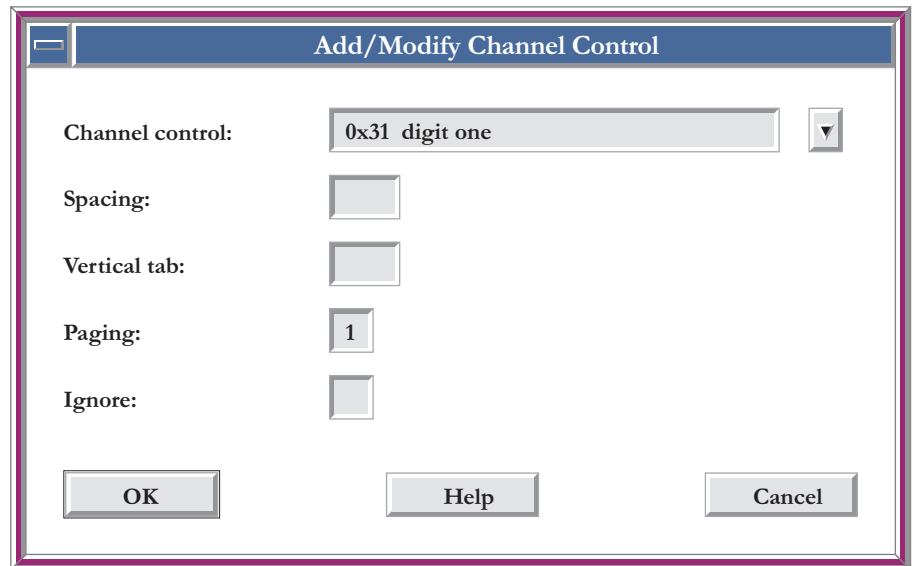 Add/Modify Channel Control
Channel control: 0x31 digit one
Spacing:
Vertical tab:
Paging: 1
Ignore:
OK Help Cancel